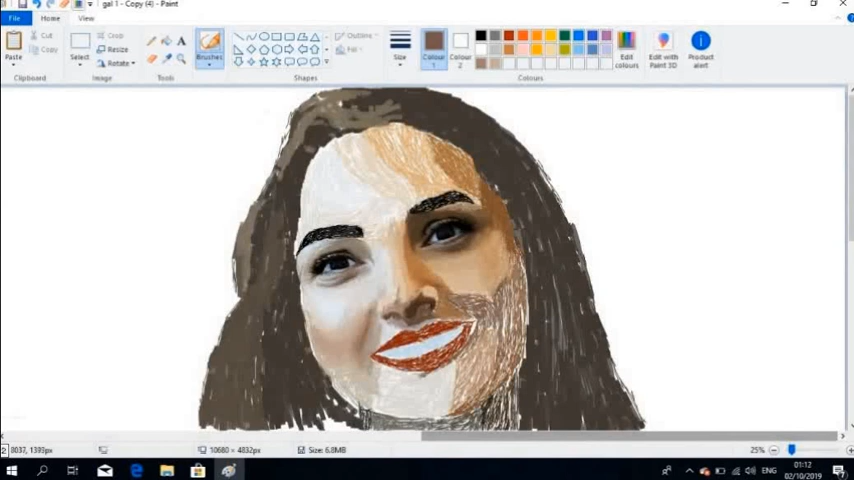 gal 1 - Copy (4) - Paint
File Home View
Paste
Cut
Copy
Clipboard
Select
Crop
Resize
Rotate
Image
Tools
Brushes
Shapes
Outline
Fill
Size
Colour 1
Colour 2
Colours
Edit colours
Edit with Paint 3D
Product alert
8037, 1393px
10680 × 4832px
Size: 6.8MB
25%
ENG
01:12
02/10/2019